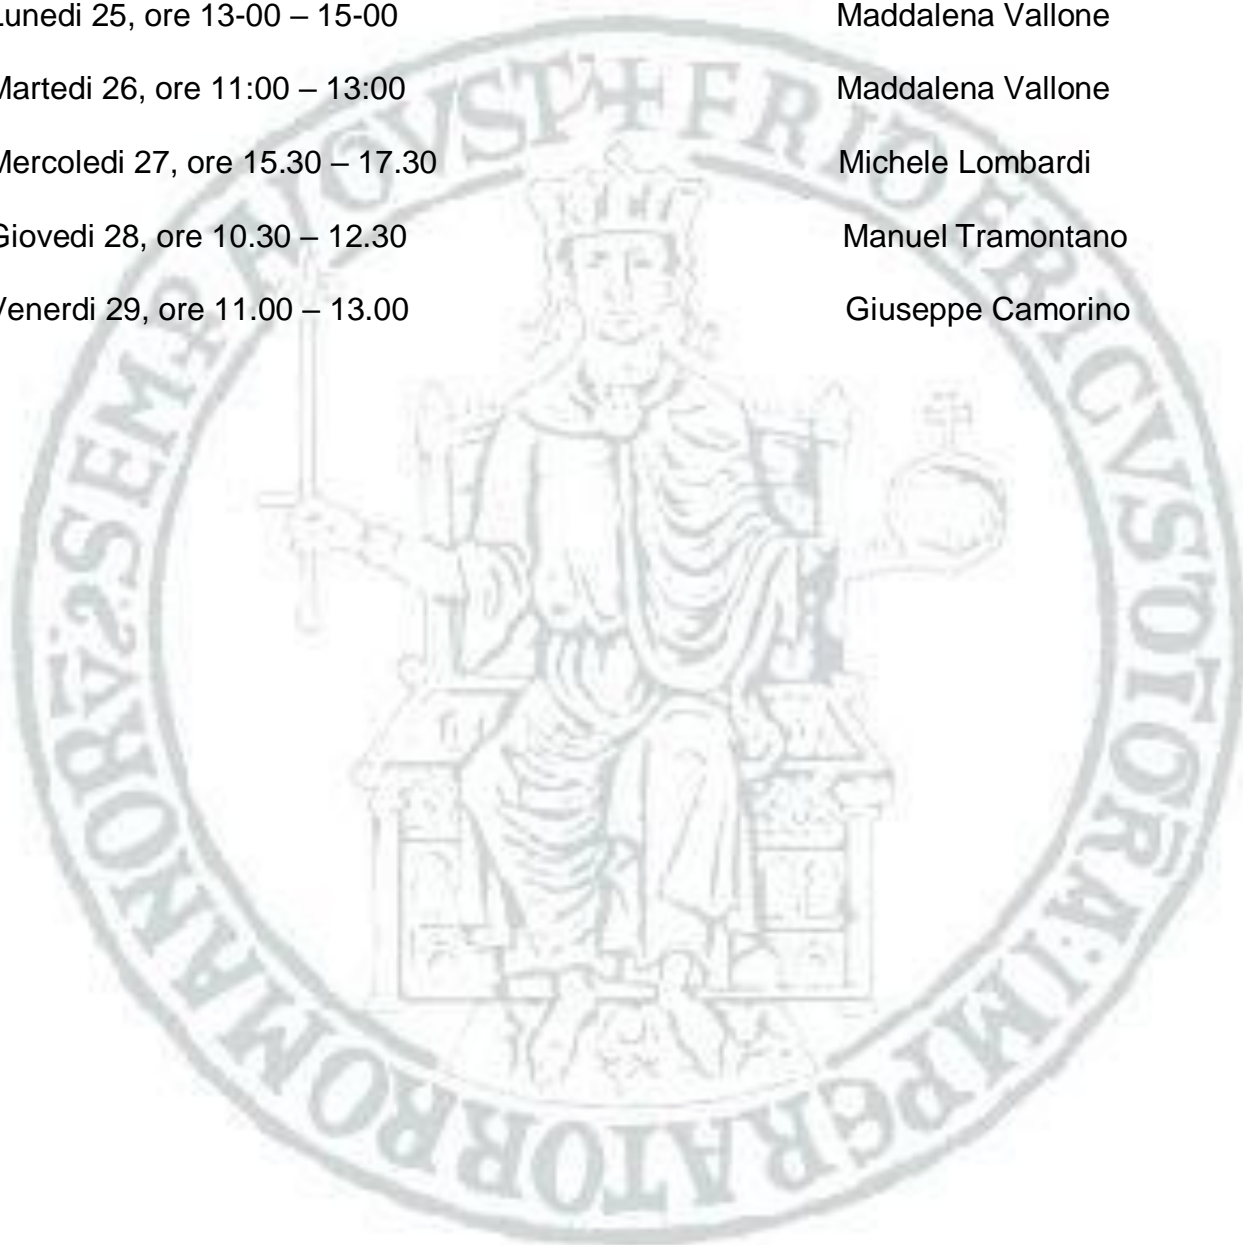 Lunedi 25, ore 13-00 – 15-00 Maddalena Vallone
Martedi 26, ore 11:00 – 13:00 Maddalena Vallone
Mercoledi 27, ore 15.30 – 17.30 Michele Lombardi
Giovedi 28, ore 10.30 – 12.30 Manuel Tramontano
Venerdi 29, ore 11.00 – 13.00 Giuseppe Camorino